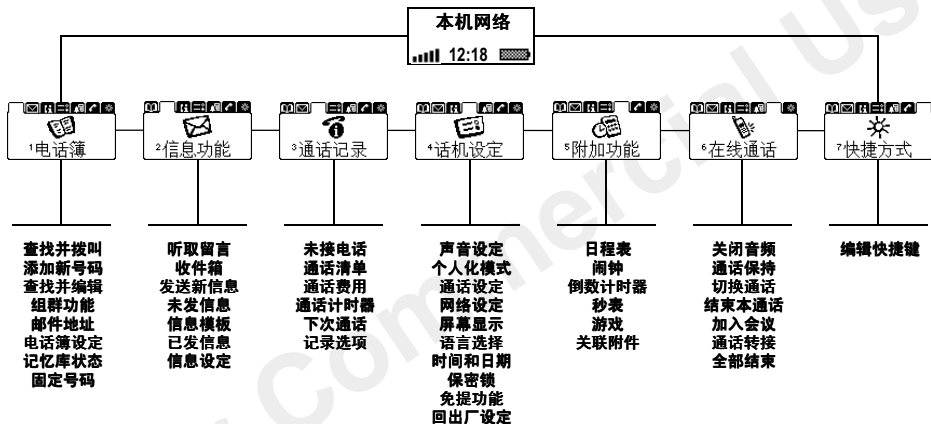 本机网络
12:18
1电话簿
2信息功能
3通话记录
4话机设定
5附加功能
6在线通话
7快捷方式
查找并拨叫
添加新号码
查找并编辑
组群功能
邮件地址
电话簿设定
记忆库状态
固定号码
听取留言
收件箱
发送新信息
未发信息
信息模板
已发信息
信息设定
未接电话
通话清单
通话费用
通话计时器
下次通话
记录选项
声音设定
个人化模式
通话设定
网络设定
屏幕显示
语言选择
时间和日期
保密锁
免提功能
回出厂设定
日程表
闹钟
倒数计时器
秒表
游戏
关联附件
关闭音频
通话保持
切换通话
结束本通话
加入会议
通话转接
全部结束
编辑快捷键
Commercial Us